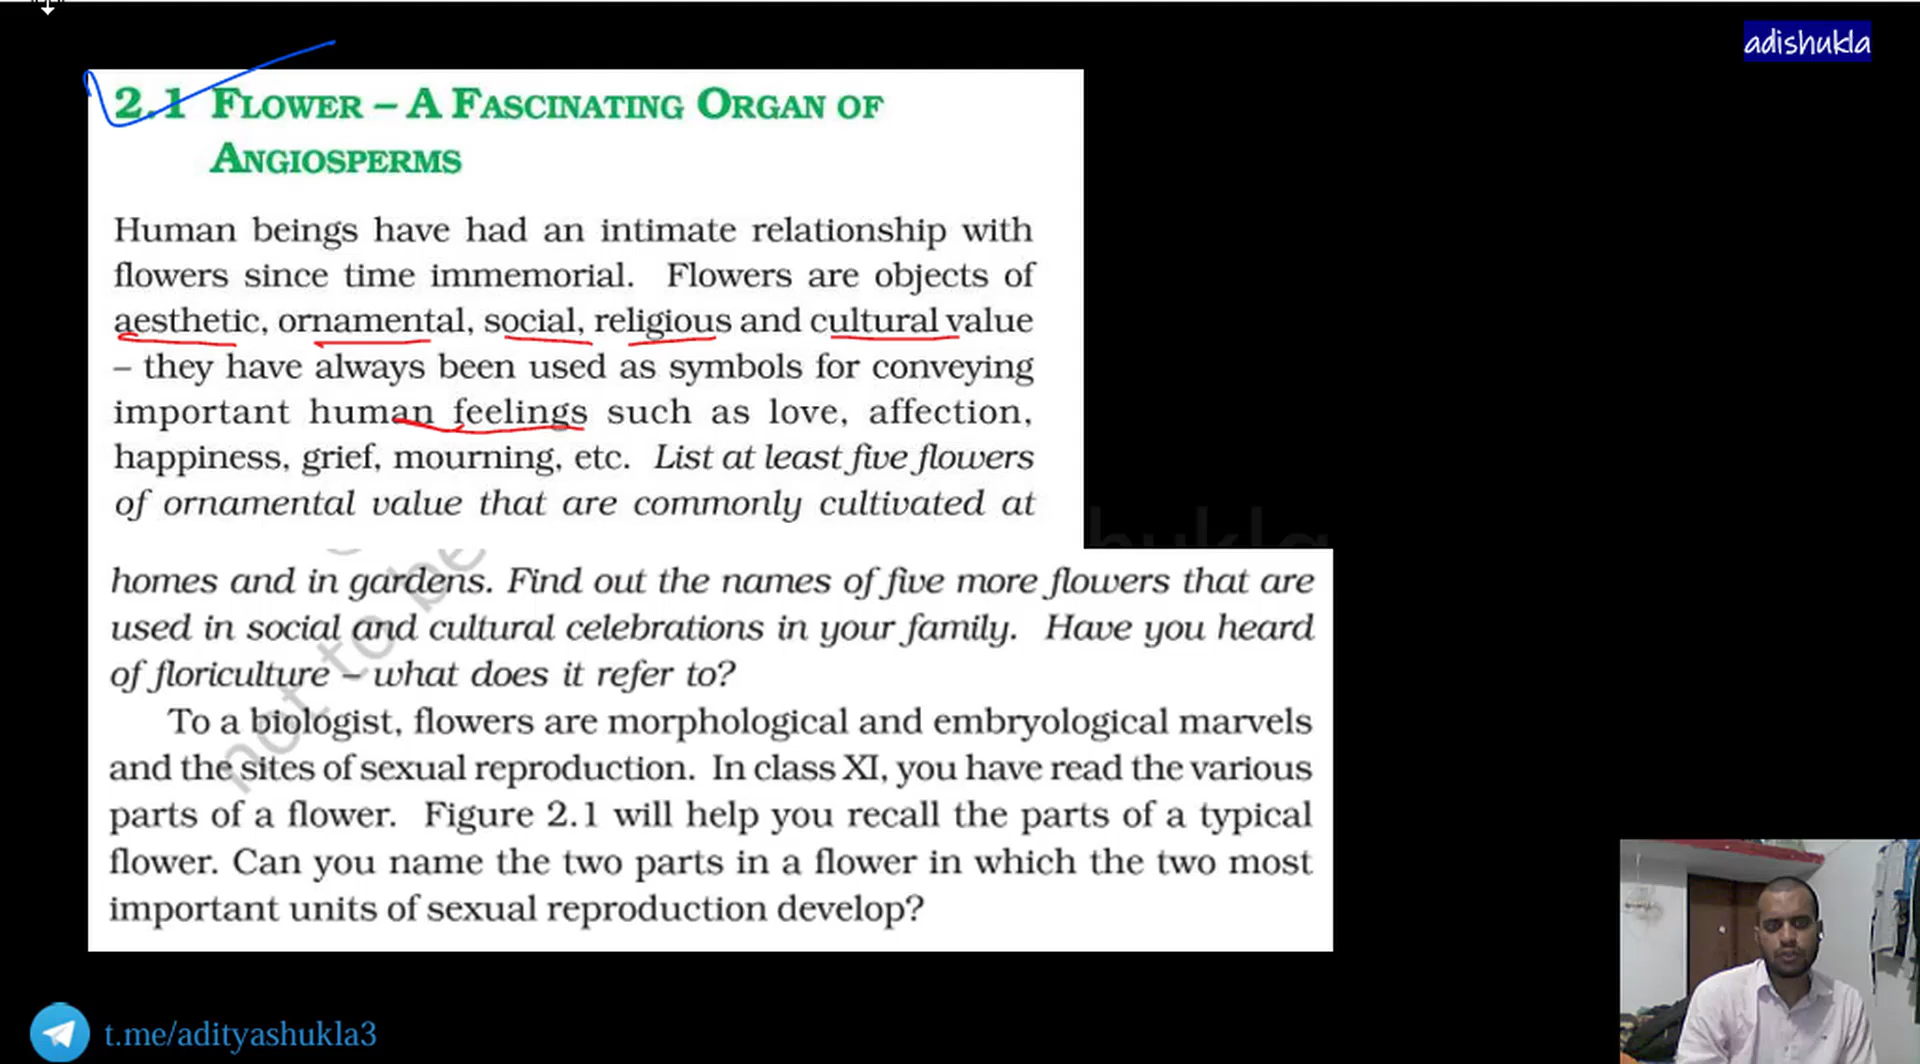 adishukla
2.1 FLOWER – A FASCINATING ORGAN OF
ANGIOSPERMS
Human beings have had an intimate relationship with
flowers since time immemorial. Flowers are objects of
aesthetic, ornamental, social, religious and cultural value
– they have always been used as symbols for conveying
important human feelings such as love, affection,
happiness, grief, mourning, etc. List at least five flowers
of ornamental value that are commonly cultivated at
homes and in gardens. Find out the names of five more flowers that are
used in social and cultural celebrations in your family. Have you heard
of floriculture – what does it refer to?
To a biologist, flowers are morphological and embryological marvels
and the sites of sexual reproduction. In class XI, you have read the various
parts of a flower. Figure 2.1 will help you recall the parts of a typical
flower. Can you name the two parts in a flower in which the two most
important units of sexual reproduction develop?
not to be
t.me/adityashukla3